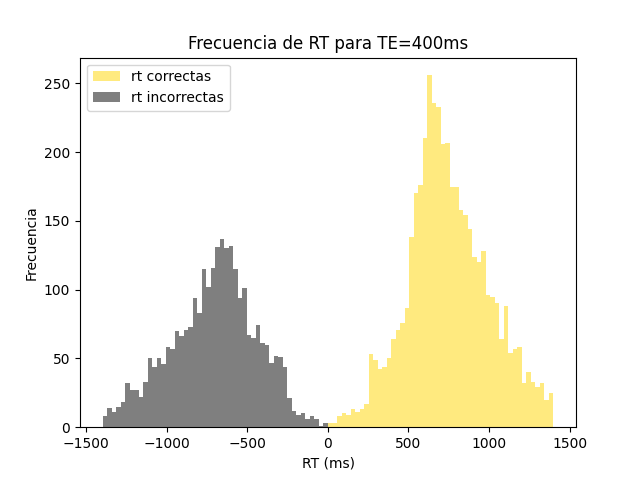 Frecuencia de RT para TE=400ms
rt correctas
rt incorrectas
Frecuencia
250
200
150
100
50
0
−1500 −1000 −500 0 500 1000 1500
RT (ms)